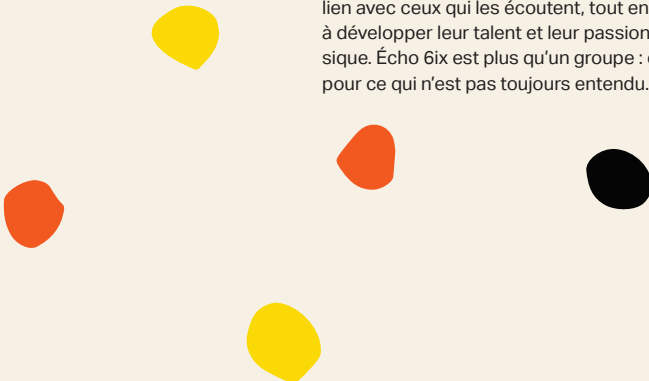 lien avec ceux qui les écoutent, tout en
à développer leur talent et leur passion
sique. Écho 6ix est plus qu'un groupe :
pour ce qui n'est pas toujours entendu.